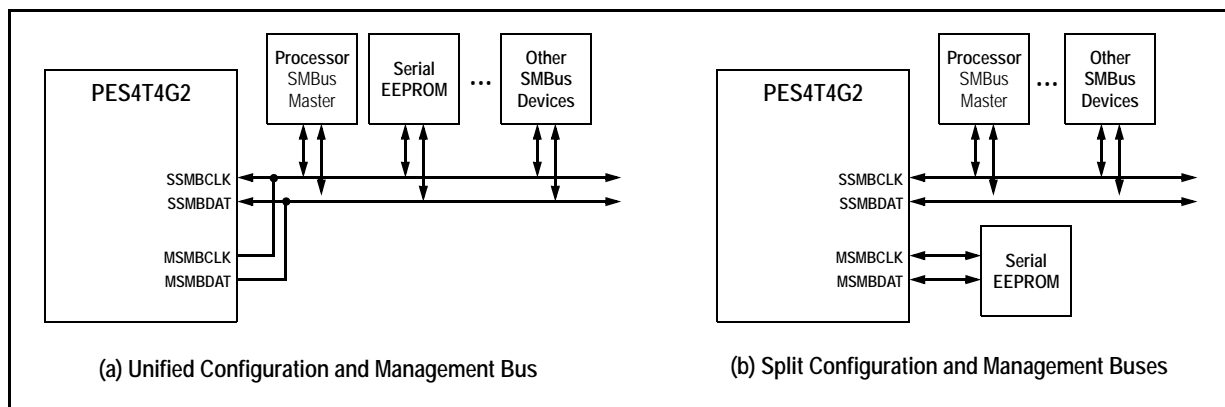 PES4T4G2
Processor
SMBus
Master
Serial
EEPROM
...
Other
SMBus
Devices
SSMBCLK
SSMBDAT
MSMBCLK
MSMBDAT
(a) Unified Configuration and Management Bus
PES4T4G2
Processor
SMBus
Master
...
Other
SMBus
Devices
SSMBCLK
SSMBDAT
MSMBCLK
MSMBDAT
Serial
EEPROM
(b) Split Configuration and Management Buses